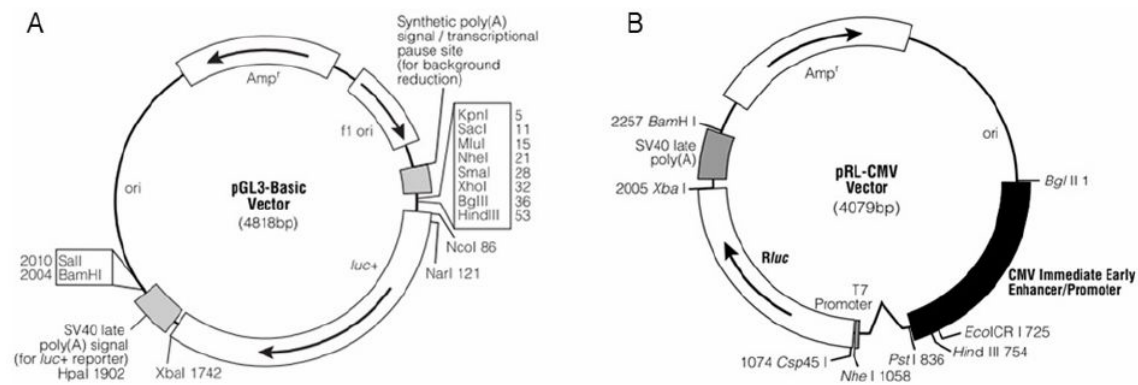 A
Synthetic poly(A)
signal / transcriptional
pause site
(for background
reduction)
Ampʳ
f1 ori
KpnI 5
SacI 11
MluI 15
NheI 21
SmaI 28
XhoI 32
BglII 36
HindIII 53
ori
pGL3-Basic
Vector
(4818bp)
NcoI 86
NarI 121
luc+
2010 SalI
2004 BamHI
SV40 late
poly(A) signal
(for luc+ reporter)
HpaI 1902
XbaI 1742
B
Ampʳ
2257 BamH I
SV40 late
poly(A)
2005 Xba I
ori
pRL-CMV
Vector
(4079bp)
Bgl II 1
Rluc
T7
Promoter
CMV Immediate Early
Enhancer/Promoter
EcoICR I 725
Hind III 754
Pst I 836
1074 Csp45 I
Nhe I 1058